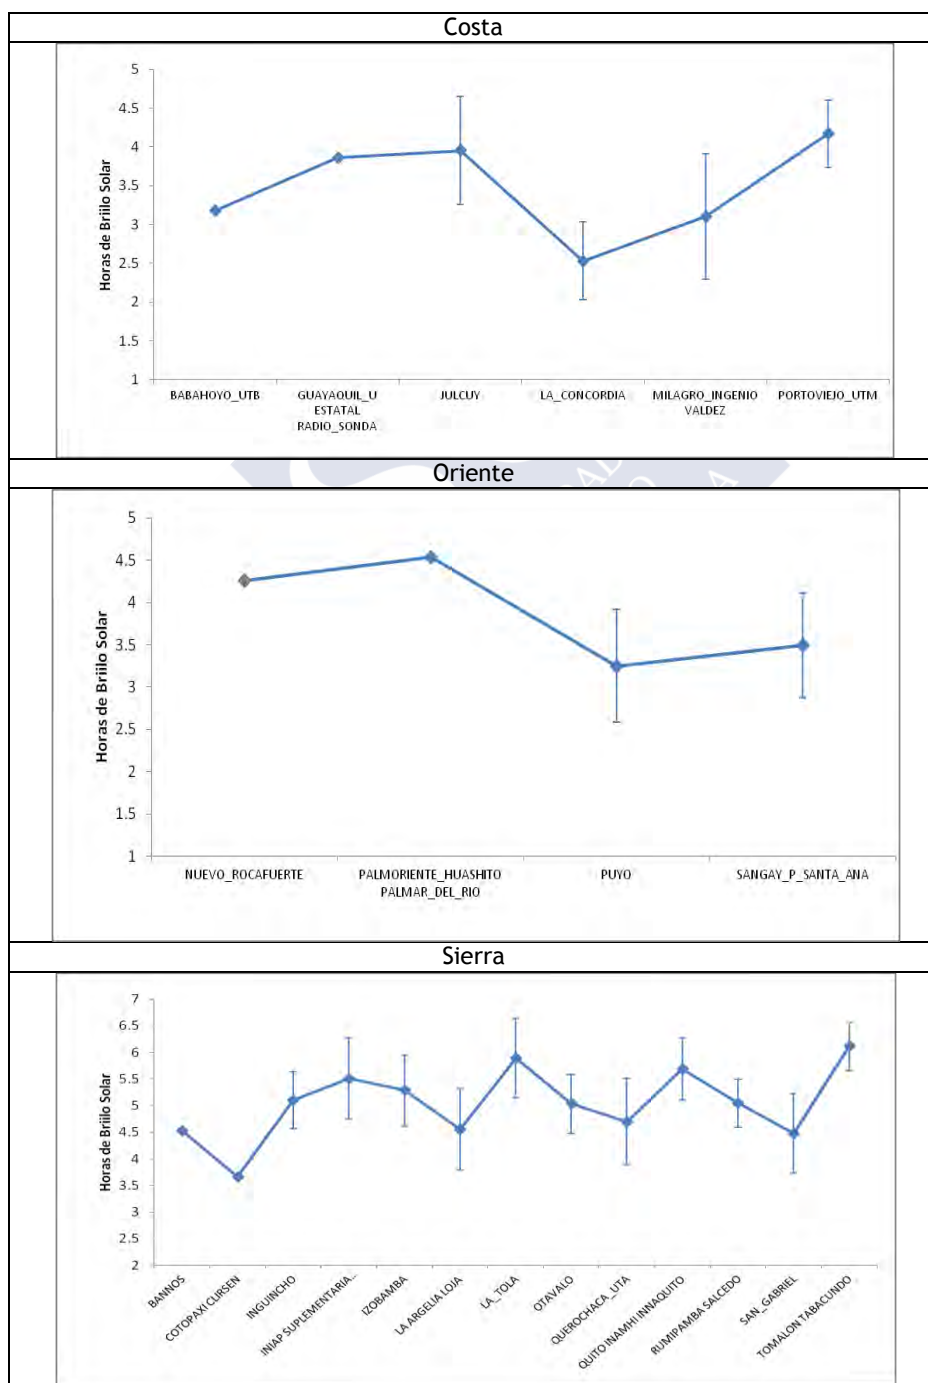 Costa
5
4.5
4
3.5
3
2.5
2
1.5
1
Horas de Briilo Solar
BABAHOYO_UTB
GUAYAQUIL_U
ESTATAL
RADIO_SONDA
JULCUY
LA_CONCORDIA
MILAGRO_INGENIO
VALDEZ
PORTOVIEJO_UTM
Oriente
5
4.5
4
3.5
3
2.5
2
1.5
1
Horas de Briilo Solar
NUEVO_ROCAFUERTE
PALMORIENTE_HUASHITO
PALMAR_DEL_RIO
PUYO
SANGAY_P_SANTA_ANA
Sierra
7
6.5
6
5.5
5
4.5
4
3.5
3
2.5
2
Horas de Briilo Solar
BANNOS
COTOPAXI CURSEN
INGUINCHO
INIAP SUPLEMENTARIA...
IZOBAMBA
LA ARGELIA LOJA
LA_TOLA
OTAVALO
QUEROCHACA_UTA
QUITO INAMHI INNAQUITO
RUMIPAMBA SALCEDO
SAN_GABRIEL
TOMALON TABACUNDO